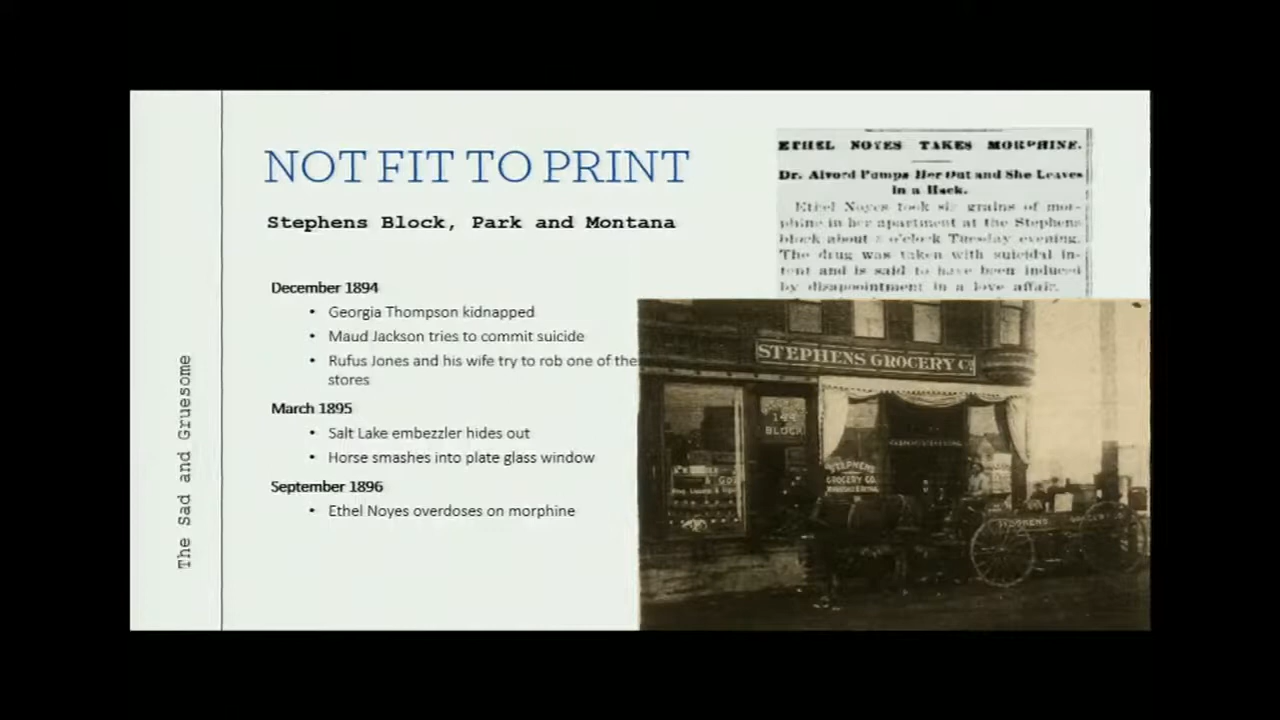 NOT FIT TO PRINT
Stephens Block, Park and Montana
December 1894
• Georgia Thompson kidnapped
• Maud Jackson tries to commit suicide
• Rufus Jones and his wife try to rob one of the
stores
March 1895
• Salt Lake embezzler hides out
• Horse smashes into plate glass window
September 1896
• Ethel Noyes overdoses on morphine
The Sad and Gruesome
ETHEL NOYES TAKES MORPHINE.
Dr. Alvord Pumps Her Out and She Leaves
in a Hack.
Ethel Noyes took six grains of mor-
phine in her apartment at the Stephens
block about o'clock Tuesday evening.
The drug was taken with suicidal in-
tent and is said to have been induced
by disappointment in a love affair.
STEPHENS GROCERY Co
144
BLOCK
GROCERIES
STEPHENS
GROCERY CO.